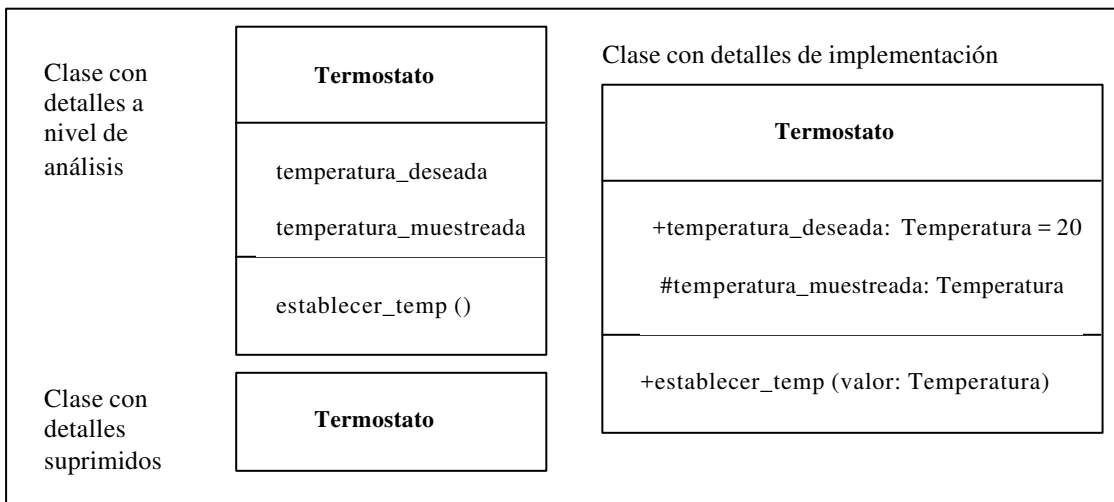 Clase con
detalles a
nivel de
análisis
Termostato
temperatura_deseada
temperatura_muestreada
establecer_temp ()
Clase con
detalles
suprimidos
Termostato
Clase con detalles de implementación
Termostato
+temperatura_deseada: Temperatura = 20
#temperatura_muestreada: Temperatura
+establecer_temp (valor: Temperatura)